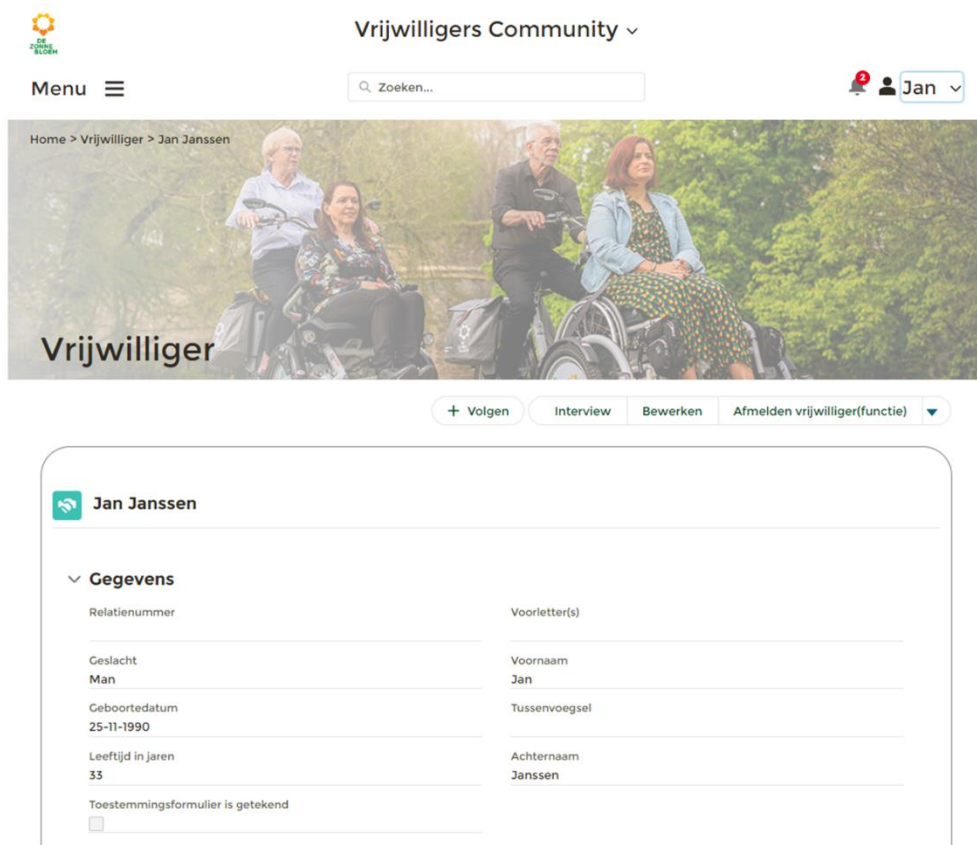 DE
ZONNE
BLOEM
Vrijwilligers Community
Menu
Zoeken...
2
Jan
Home > Vrijwilliger > Jan Janssen
Vrijwilliger
+ Volgen Interview Bewerken Afmelden vrijwilliger(functie)
Jan Janssen
Gegevens
Relatienummer Voorletter(s)
Geslacht Voornaam
Man Jan
Geboortedatum Tussenvoegsel
25-11-1990
Leeftijd in jaren Achternaam
33 Janssen
Toestemmingsformulier is getekend